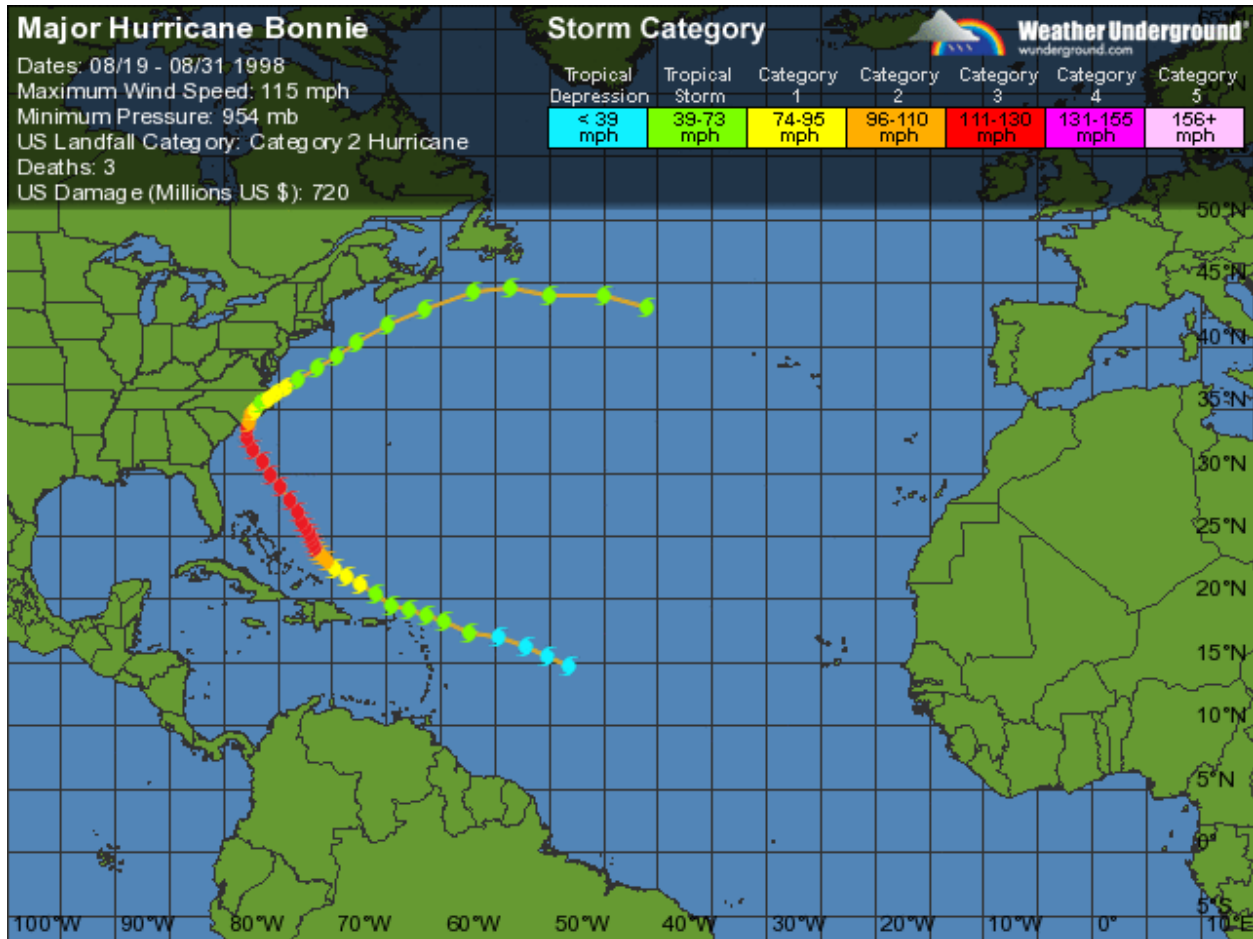 Major Hurricane Bonnie
Dates: 08/19 - 08/31 1998
Maximum Wind Speed: 115 mph
Minimum Pressure: 954 mb
US Landfall Category: Category 2 Hurricane
Deaths: 3
US Damage (Millions US $): 720
Storm Category
Weather Underground®
wunderground.com
Tropical Depression
Tropical Storm
Category 1
Category 2
Category 3
Category 4
Category 5
< 39 mph
39-73 mph
74-95 mph
96-110 mph
111-130 mph
131-155 mph
156+ mph
65°N
50°N
45°N
40°N
35°N
30°N
25°N
20°N
15°N
10°N
5°N
0°
5°S
100°W 90°W 80°W 70°W 60°W 50°W 40°W 30°W 20°W 10°W 0° 10°E